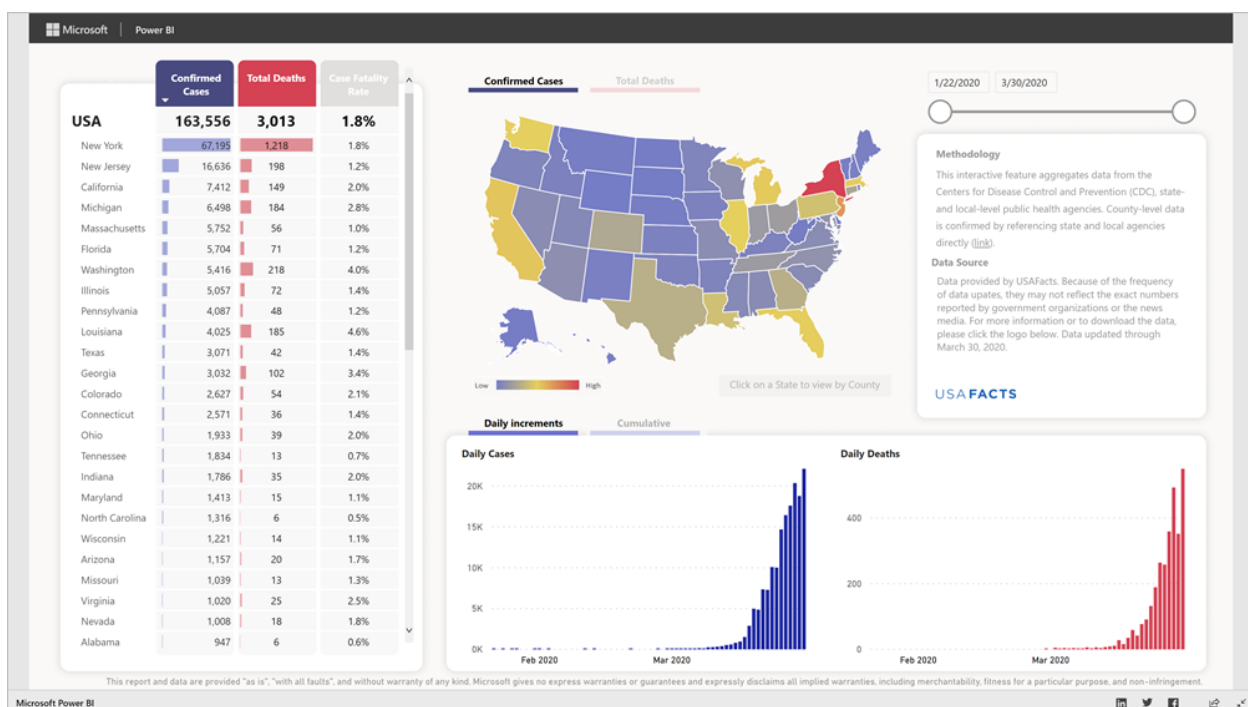 Microsoft Power BI
Confirmed Cases Total Deaths Case Fatality Rate
USA 163,556 3,013 1.8%
New York 67,195 1,218 1.8%
New Jersey 16,636 198 1.2%
California 7,412 149 2.0%
Michigan 6,498 184 2.8%
Massachusetts 5,752 56 1.0%
Florida 5,704 71 1.2%
Washington 5,416 218 4.0%
Illinois 5,057 72 1.4%
Pennsylvania 4,087 48 1.2%
Louisiana 4,025 185 4.6%
Texas 3,071 42 1.4%
Georgia 3,032 102 3.4%
Colorado 2,627 54 2.1%
Connecticut 2,571 36 1.4%
Ohio 1,933 39 2.0%
Tennessee 1,834 13 0.7%
Indiana 1,786 35 2.0%
Maryland 1,413 15 1.1%
North Carolina 1,316 6 0.5%
Wisconsin 1,221 14 1.1%
Arizona 1,157 20 1.7%
Missouri 1,039 13 1.3%
Virginia 1,020 25 2.5%
Nevada 1,008 18 1.8%
Alabama 947 6 0.6%
Confirmed Cases Total Deaths
Low High
Click on a State to view by County
1/22/2020 3/30/2020
Methodology
This interactive feature aggregates data from the
Centers for Disease Control and Prevention (CDC), state-
and local-level public health agencies. County-level data
is confirmed by referencing state and local agencies
directly (link).
Data Source
Data provided by USAFacts. Because of the frequency
of data upates, they may not reflect the exact numbers
reported by government organizations or the news
media. For more information or to download the data,
please click the logo below. Data updated through
March 30, 2020.
USAFACTS
Daily increments Cumulative
Daily Cases
20K
15K
10K
5K
0K
Feb 2020 Mar 2020
Daily Deaths
400
200
0
Feb 2020 Mar 2020
This report and data are provided "as is", "with all faults", and without warranty of any kind. Microsoft gives no express warranties or guarantees and expressly disclaims all implied warranties, including merchantability, fitness for a particular purpose, and non-infringement.
Microsoft Power BI